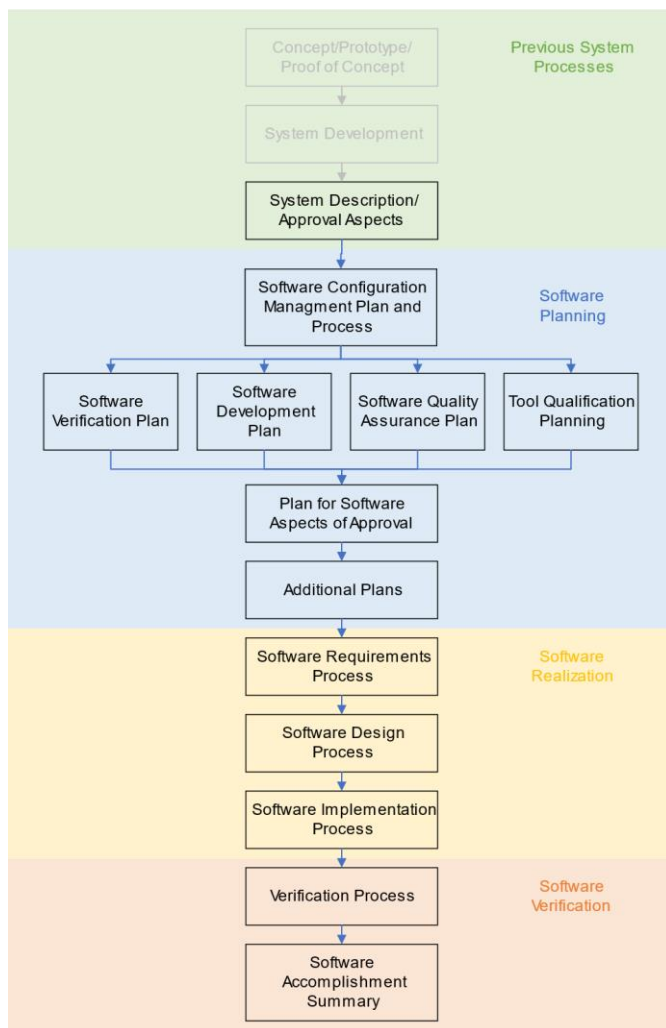 Concept/Prototype/
Proof of Concept
Previous System
Processes
System Development
System Description/
Approval Aspects
Software Configuration
Managment Plan and
Process
Software
Planning
Software
Verification Plan
Software
Development
Plan
Software Quality
Assurance Plan
Tool Qualification
Planning
Plan for Software
Aspects of Approval
Additional Plans
Software Requirements
Process
Software
Realization
Software Design
Process
Software Implementation
Process
Verification Process
Software
Verification
Software
Accomplishment
Summary